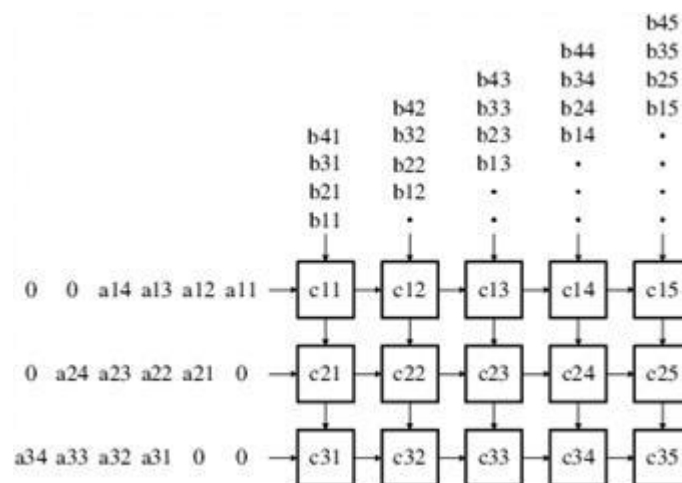 b45
b44 b35
b43 b34 b25
b42 b33 b24 b15
b41 b32 b23 b14 •
b31 b22 b13 • •
b21 b12 • • •
b11 • • • •
0 0 a14 a13 a12 a11 c11 c12 c13 c14 c15
0 a24 a23 a22 a21 0 c21 c22 c23 c24 c25
a34 a33 a32 a31 0 0 c31 c32 c33 c34 c35